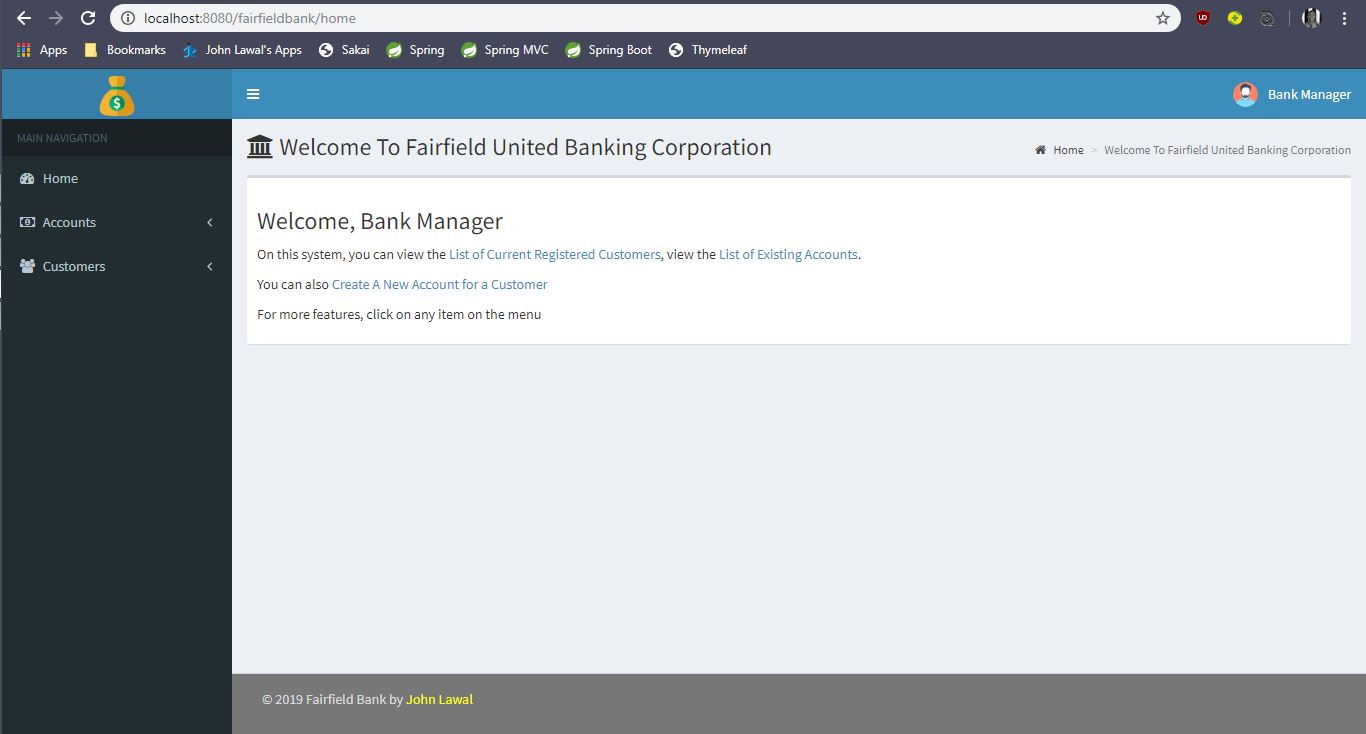 localhost:8080/fairfieldbank/home
Apps Bookmarks John Lawal's Apps Sakai Spring Spring MVC Spring Boot Thymeleaf
$
Bank Manager
MAIN NAVIGATION
Home
Accounts
Customers
Welcome To Fairfield United Banking Corporation
Home > Welcome To Fairfield United Banking Corporation
Welcome, Bank Manager
On this system, you can view the List of Current Registered Customers, view the List of Existing Accounts.
You can also Create A New Account for a Customer
For more features, click on any item on the menu
© 2019 Fairfield Bank by John Lawal